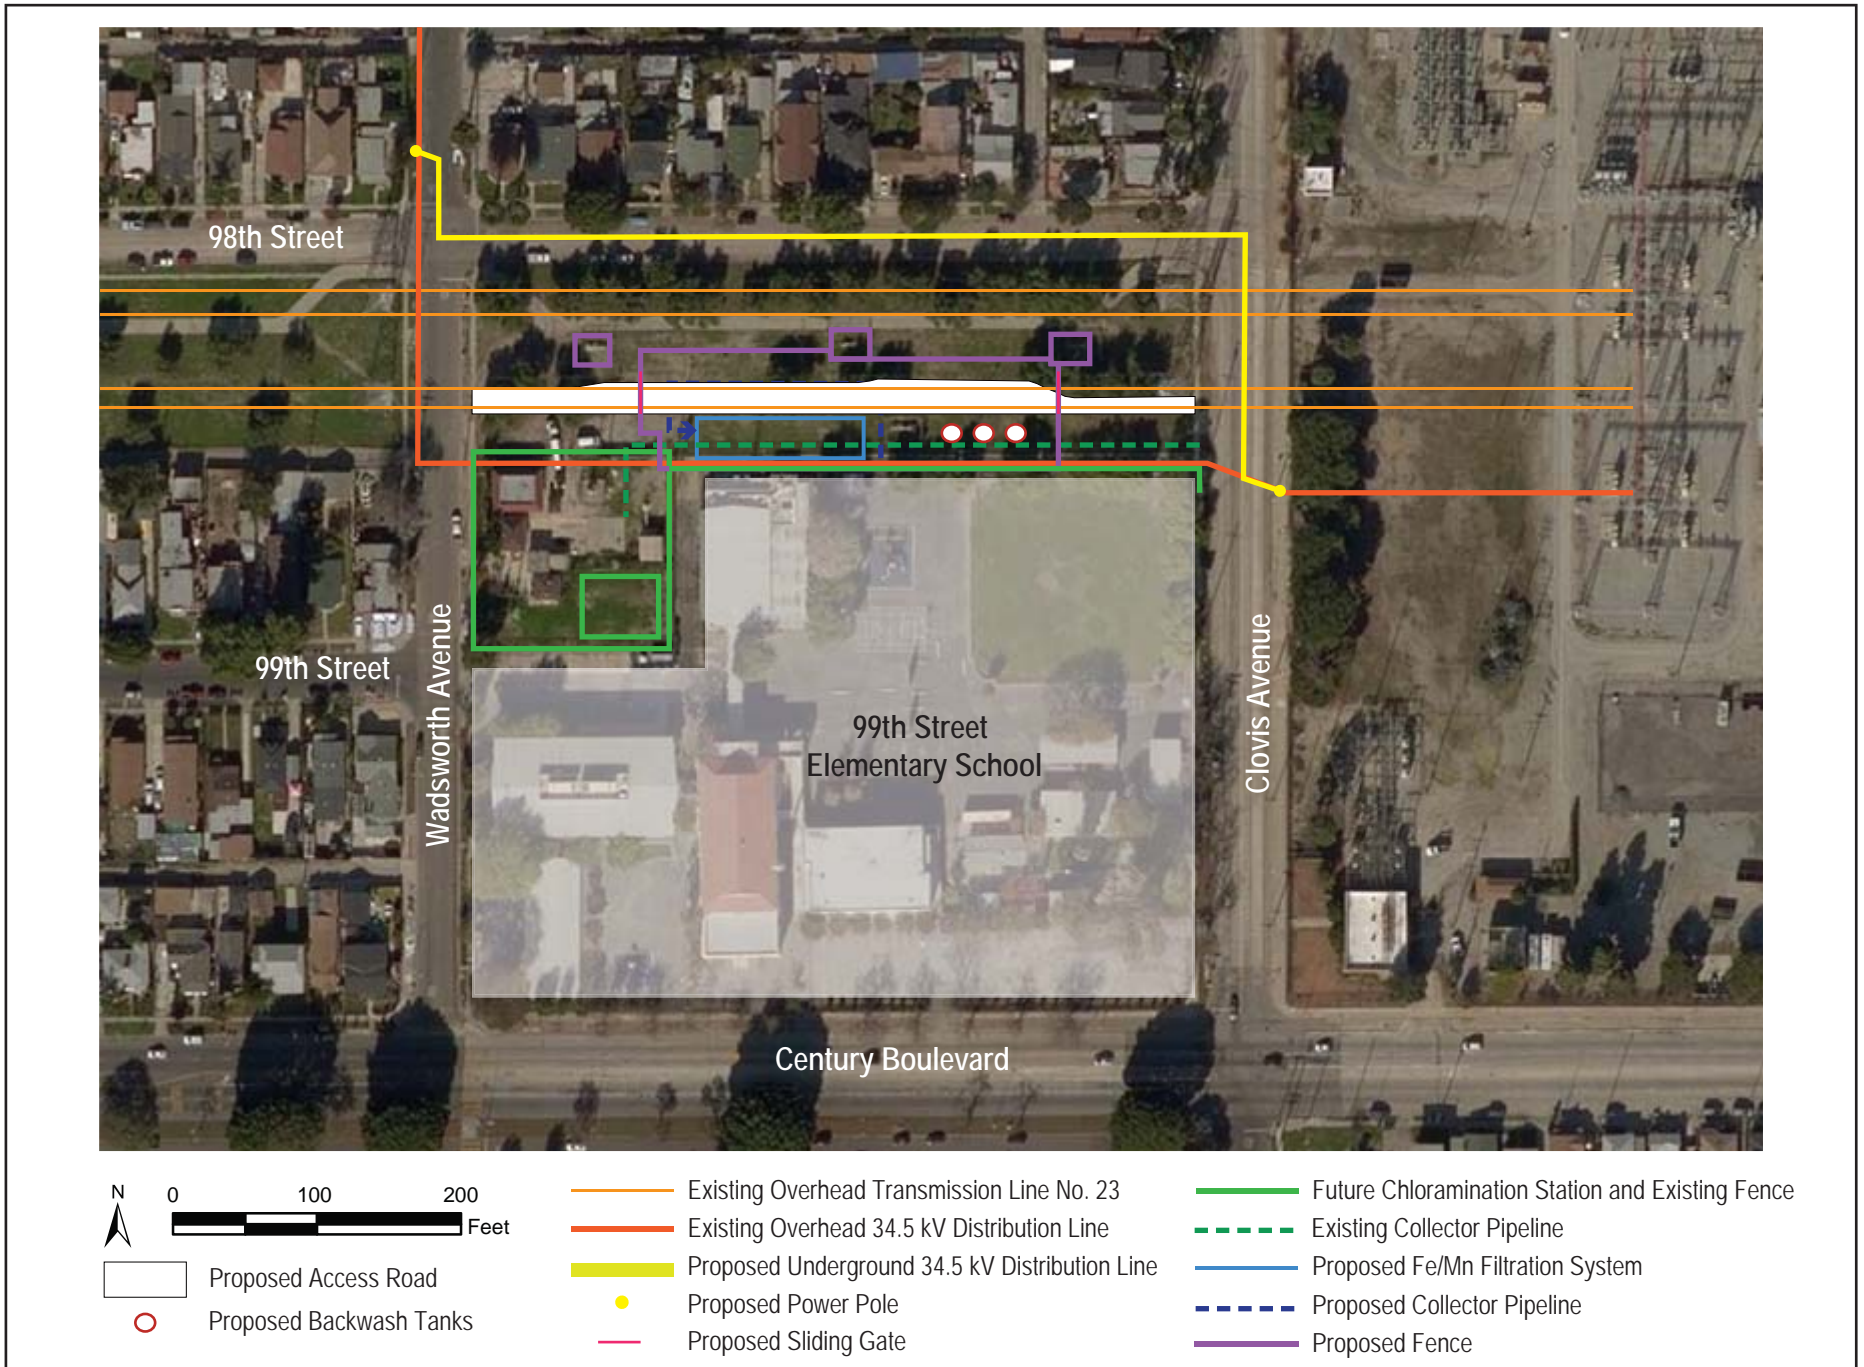 98th Street
99th Street
Wadsworth Avenue
Clovis Avenue
99th Street
Elementary School
Century Boulevard
N
0 100 200
Feet
Proposed Access Road
Proposed Backwash Tanks
Existing Overhead Transmission Line No. 23
Existing Overhead 34.5 kV Distribution Line
Proposed Underground 34.5 kV Distribution Line
Proposed Power Pole
Proposed Sliding Gate
Future Chloramination Station and Existing Fence
Existing Collector Pipeline
Proposed Fe/Mn Filtration System
Proposed Collector Pipeline
Proposed Fence